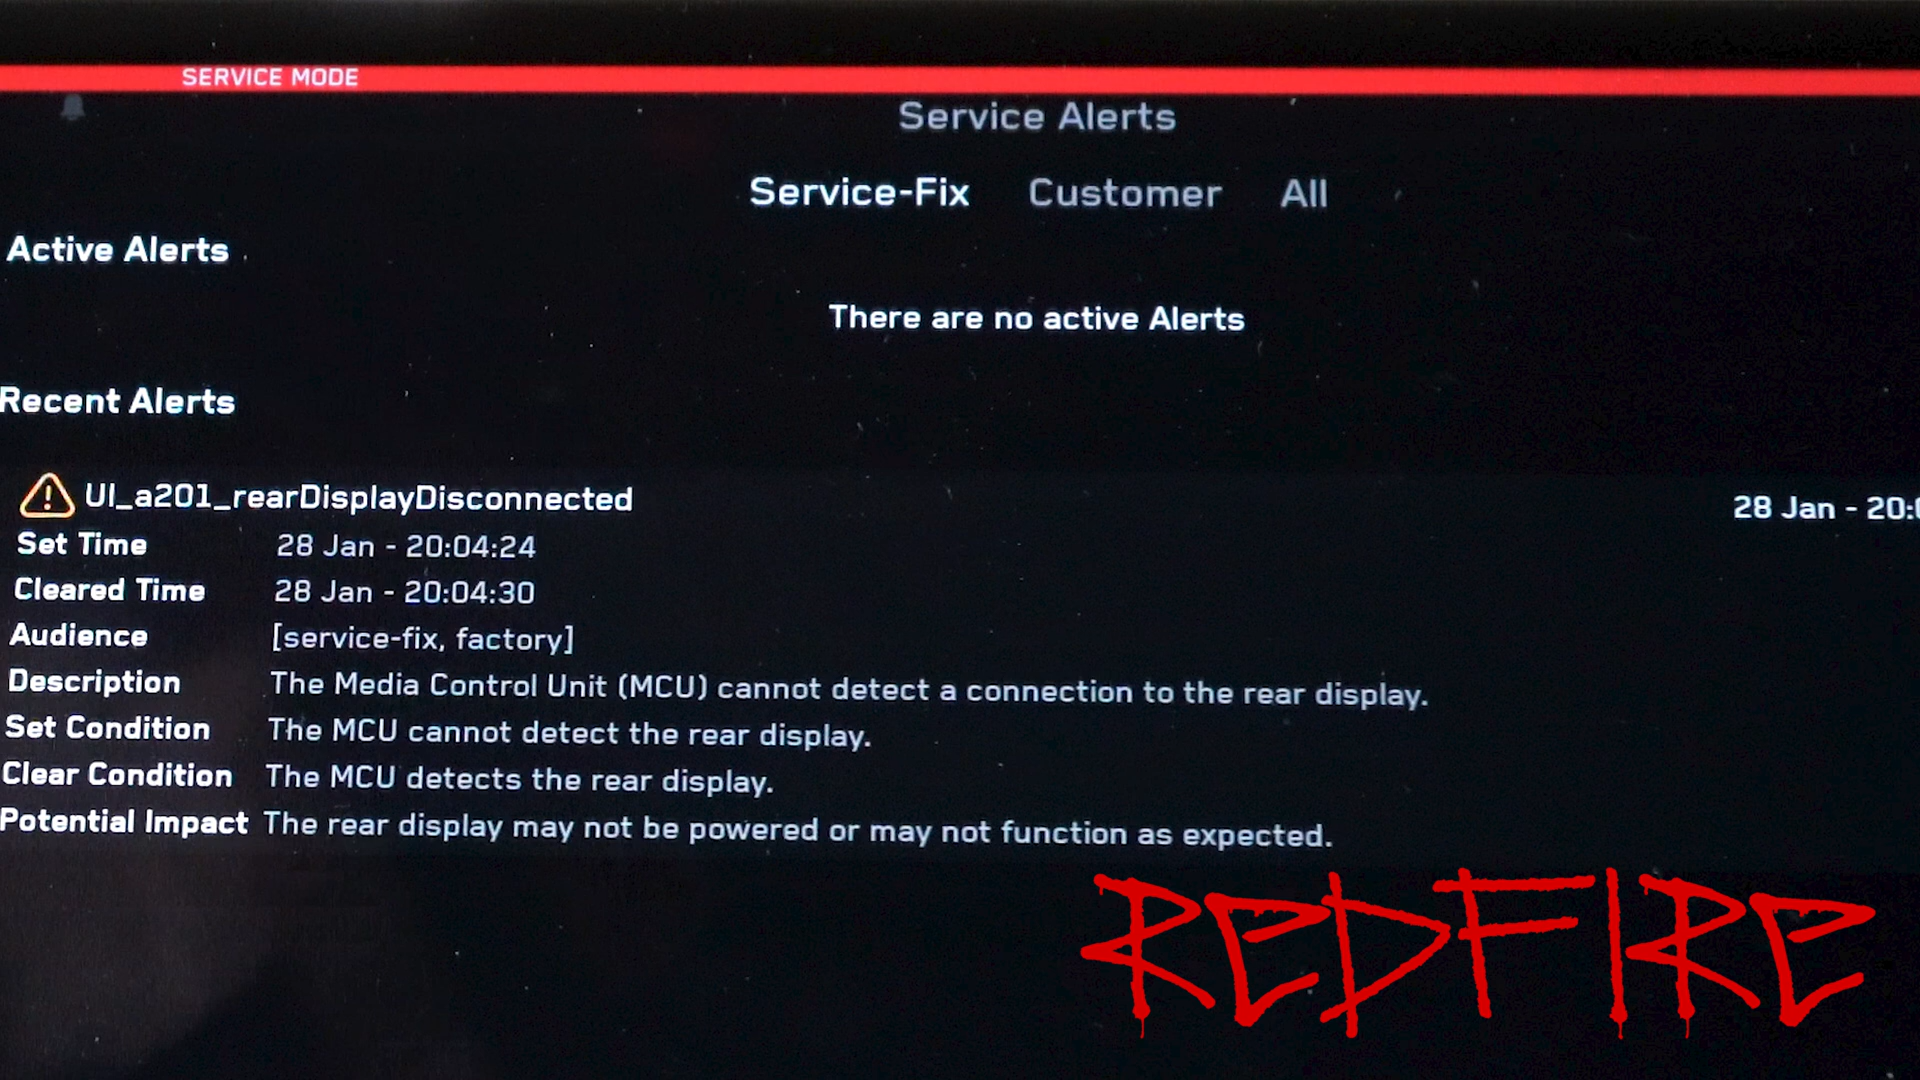 SERVICE MODE
Service Alerts
Service-Fix Customer All
Active Alerts
There are no active Alerts
Recent Alerts
UI_a201_rearDisplayDisconnected 28 Jan - 20:0
Set Time 28 Jan - 20:04:24
Cleared Time 28 Jan - 20:04:30
Audience [service-fix, factory]
Description The Media Control Unit (MCU) cannot detect a connection to the rear display.
Set Condition The MCU cannot detect the rear display.
Clear Condition The MCU detects the rear display.
Potential Impact The rear display may not be powered or may not function as expected.
REDFIRE